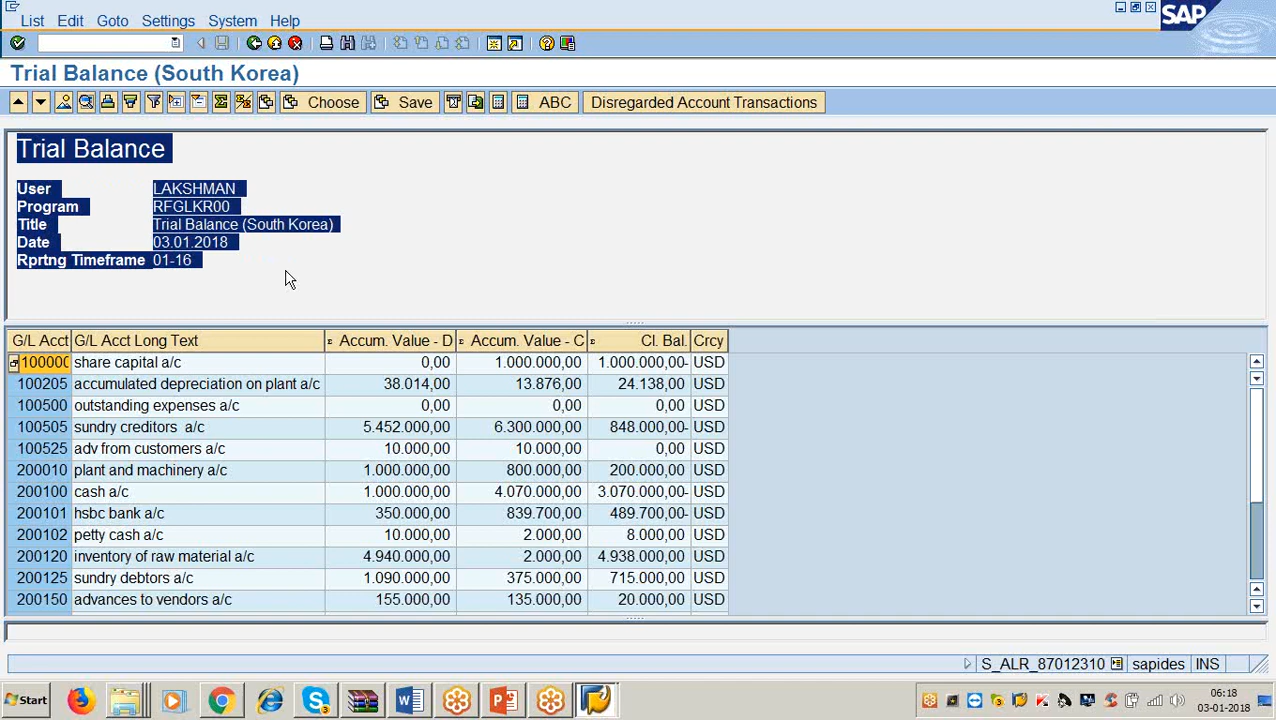 List Edit Goto Settings System Help
SAP
Trial Balance (South Korea)
Choose Save ABC Disregarded Account Transactions
Trial Balance
User LAKSHMAN
Program RFGLKR00
Title Trial Balance (South Korea)
Date 03.01.2018
Rprtng Timeframe 01-16
G/L Acct G/L Acct Long Text Accum. Value - D Accum. Value - C Cl. Bal. Crcy
100000 share capital a/c 0,00 1.000.000,00 1.000.000,00- USD
100205 accumulated depreciation on plant a/c 38.014,00 13.876,00 24.138,00 USD
100500 outstanding expenses a/c 0,00 0,00 0,00 USD
100505 sundry creditors a/c 5.452.000,00 6.300.000,00 848.000,00- USD
100525 adv from customers a/c 10.000,00 10.000,00 0,00 USD
200010 plant and machinery a/c 1.000.000,00 800.000,00 200.000,00 USD
200100 cash a/c 1.000.000,00 4.070.000,00 3.070.000,00- USD
200101 hsbc bank a/c 350.000,00 839.700,00 489.700,00- USD
200102 petty cash a/c 10.000,00 2.000,00 8.000,00 USD
200120 inventory of raw material a/c 4.940.000,00 2.000,00 4.938.000,00 USD
200125 sundry debtors a/c 1.090.000,00 375.000,00 715.000,00 USD
200150 advances to vendors a/c 155.000,00 135.000,00 20.000,00 USD
S_ALR_87012310 sapides INS
Start 06:18
03-01-2018